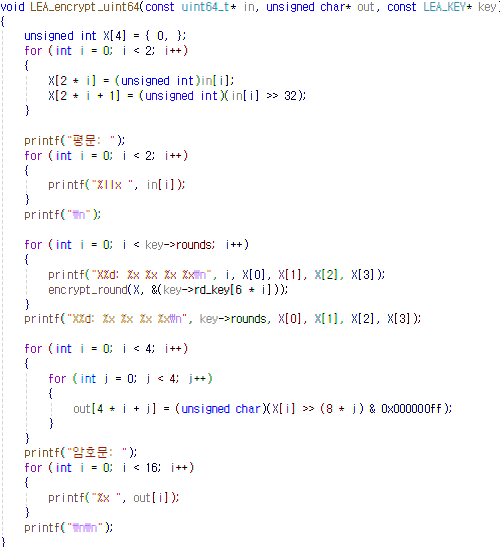 void LEA_encrypt_uint64(const uint64_t* in, unsigned char* out, const LEA_KEY* key)
{
    unsigned int X[4] = { 0, };
    for (int i = 0; i < 2; i++)
    {
        X[2 * i] = (unsigned int)in[i];
        X[2 * i + 1] = (unsigned int)(in[i] >> 32);
    }

    printf("평문: ");
    for (int i = 0; i < 2; i++)
    {
        printf("%llx ", in[i]);
    }
    printf("₩n");

    for (int i = 0; i < key->rounds; i++)
    {
        printf("X%d: %x %x %x %x₩n", i, X[0], X[1], X[2], X[3]);
        encrypt_round(X, &(key->rd_key[6 * i]));
    }
    printf("X%d: %x %x %x %x₩n", key->rounds, X[0], X[1], X[2], X[3]);

    for (int i = 0; i < 4; i++)
    {
        for (int j = 0; j < 4; j++)
        {
            out[4 * i + j] = (unsigned char)(X[i] >> (8 * j) & 0x000000ff);
        }
    }
    printf("암호문: ");
    for (int i = 0; i < 16; i++)
    {
        printf("%x ", out[i]);
    }
    printf("₩n₩n");
}